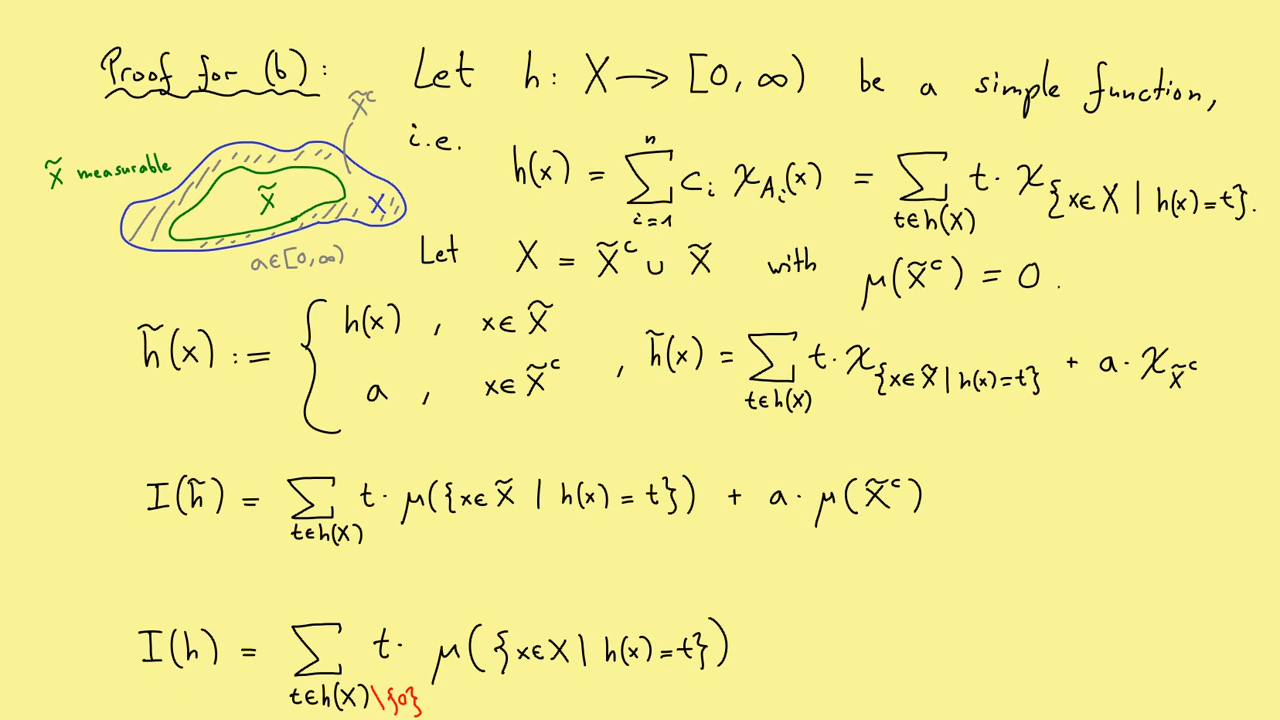 Proof for (b): Let h: X → [0, ∞) be a simple function,
X̃ᶜ
i.e. h(x) = ∑_{i=1}^{n} c_i χ_{A_i}(x) = ∑_{t∈h(X)} t · χ_{{x∈X | h(x)=t}}.
X̃ measurable
X̃
X
a∈[0,∞)
Let X = X̃ᶜ ∪ X̃ with μ(X̃ᶜ) = 0.
h̃(x) := { h(x) , x∈X̃
a , x∈X̃ᶜ , h̃(x) = ∑_{t∈h(X)} t · χ_{{x∈X̃ | h(x)=t}} + a · χ_{X̃ᶜ}
I(h̃) = ∑_{t∈h(X)} t · μ({x∈X̃ | h(x) = t}) + a · μ(X̃ᶜ)
I(h) = ∑_{t∈h(X)\{0}} t · μ({x∈X | h(x)=t})